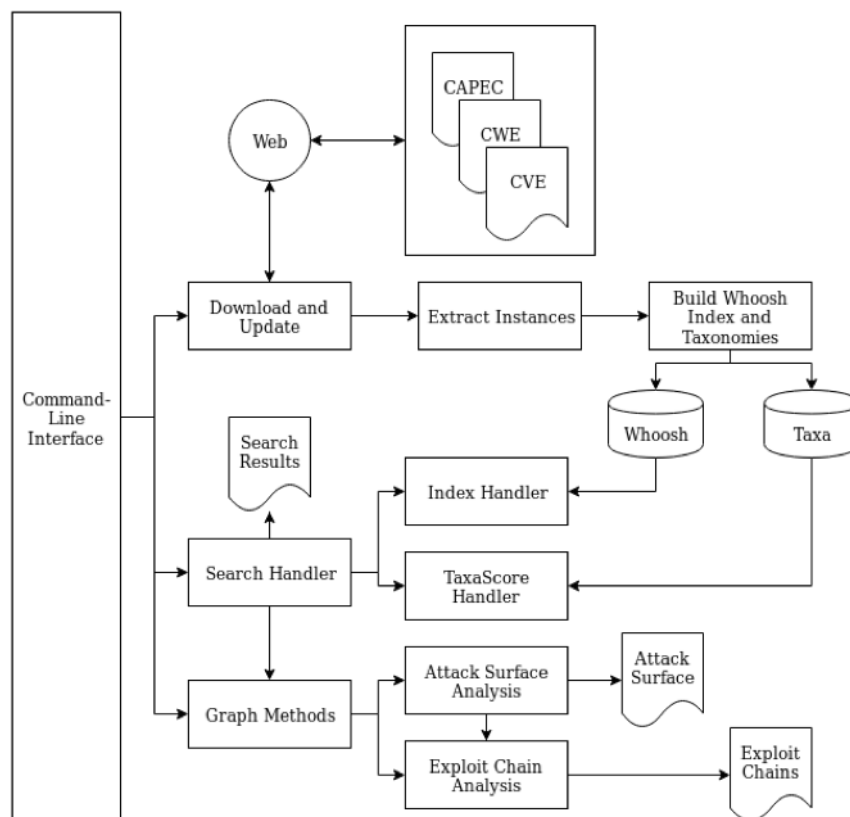 CAPEC
CWE
CVE
Web
Download and
Update
Extract Instances
Build Whoosh
Index and
Taxonomies
Command-
Line
Interface
Whoosh
Taxa
Search
Results
Index Handler
Search Handler
TaxaScore
Handler
Attack Surface
Analysis
Attack
Surface
Graph Methods
Exploit Chain
Analysis
Exploit
Chains